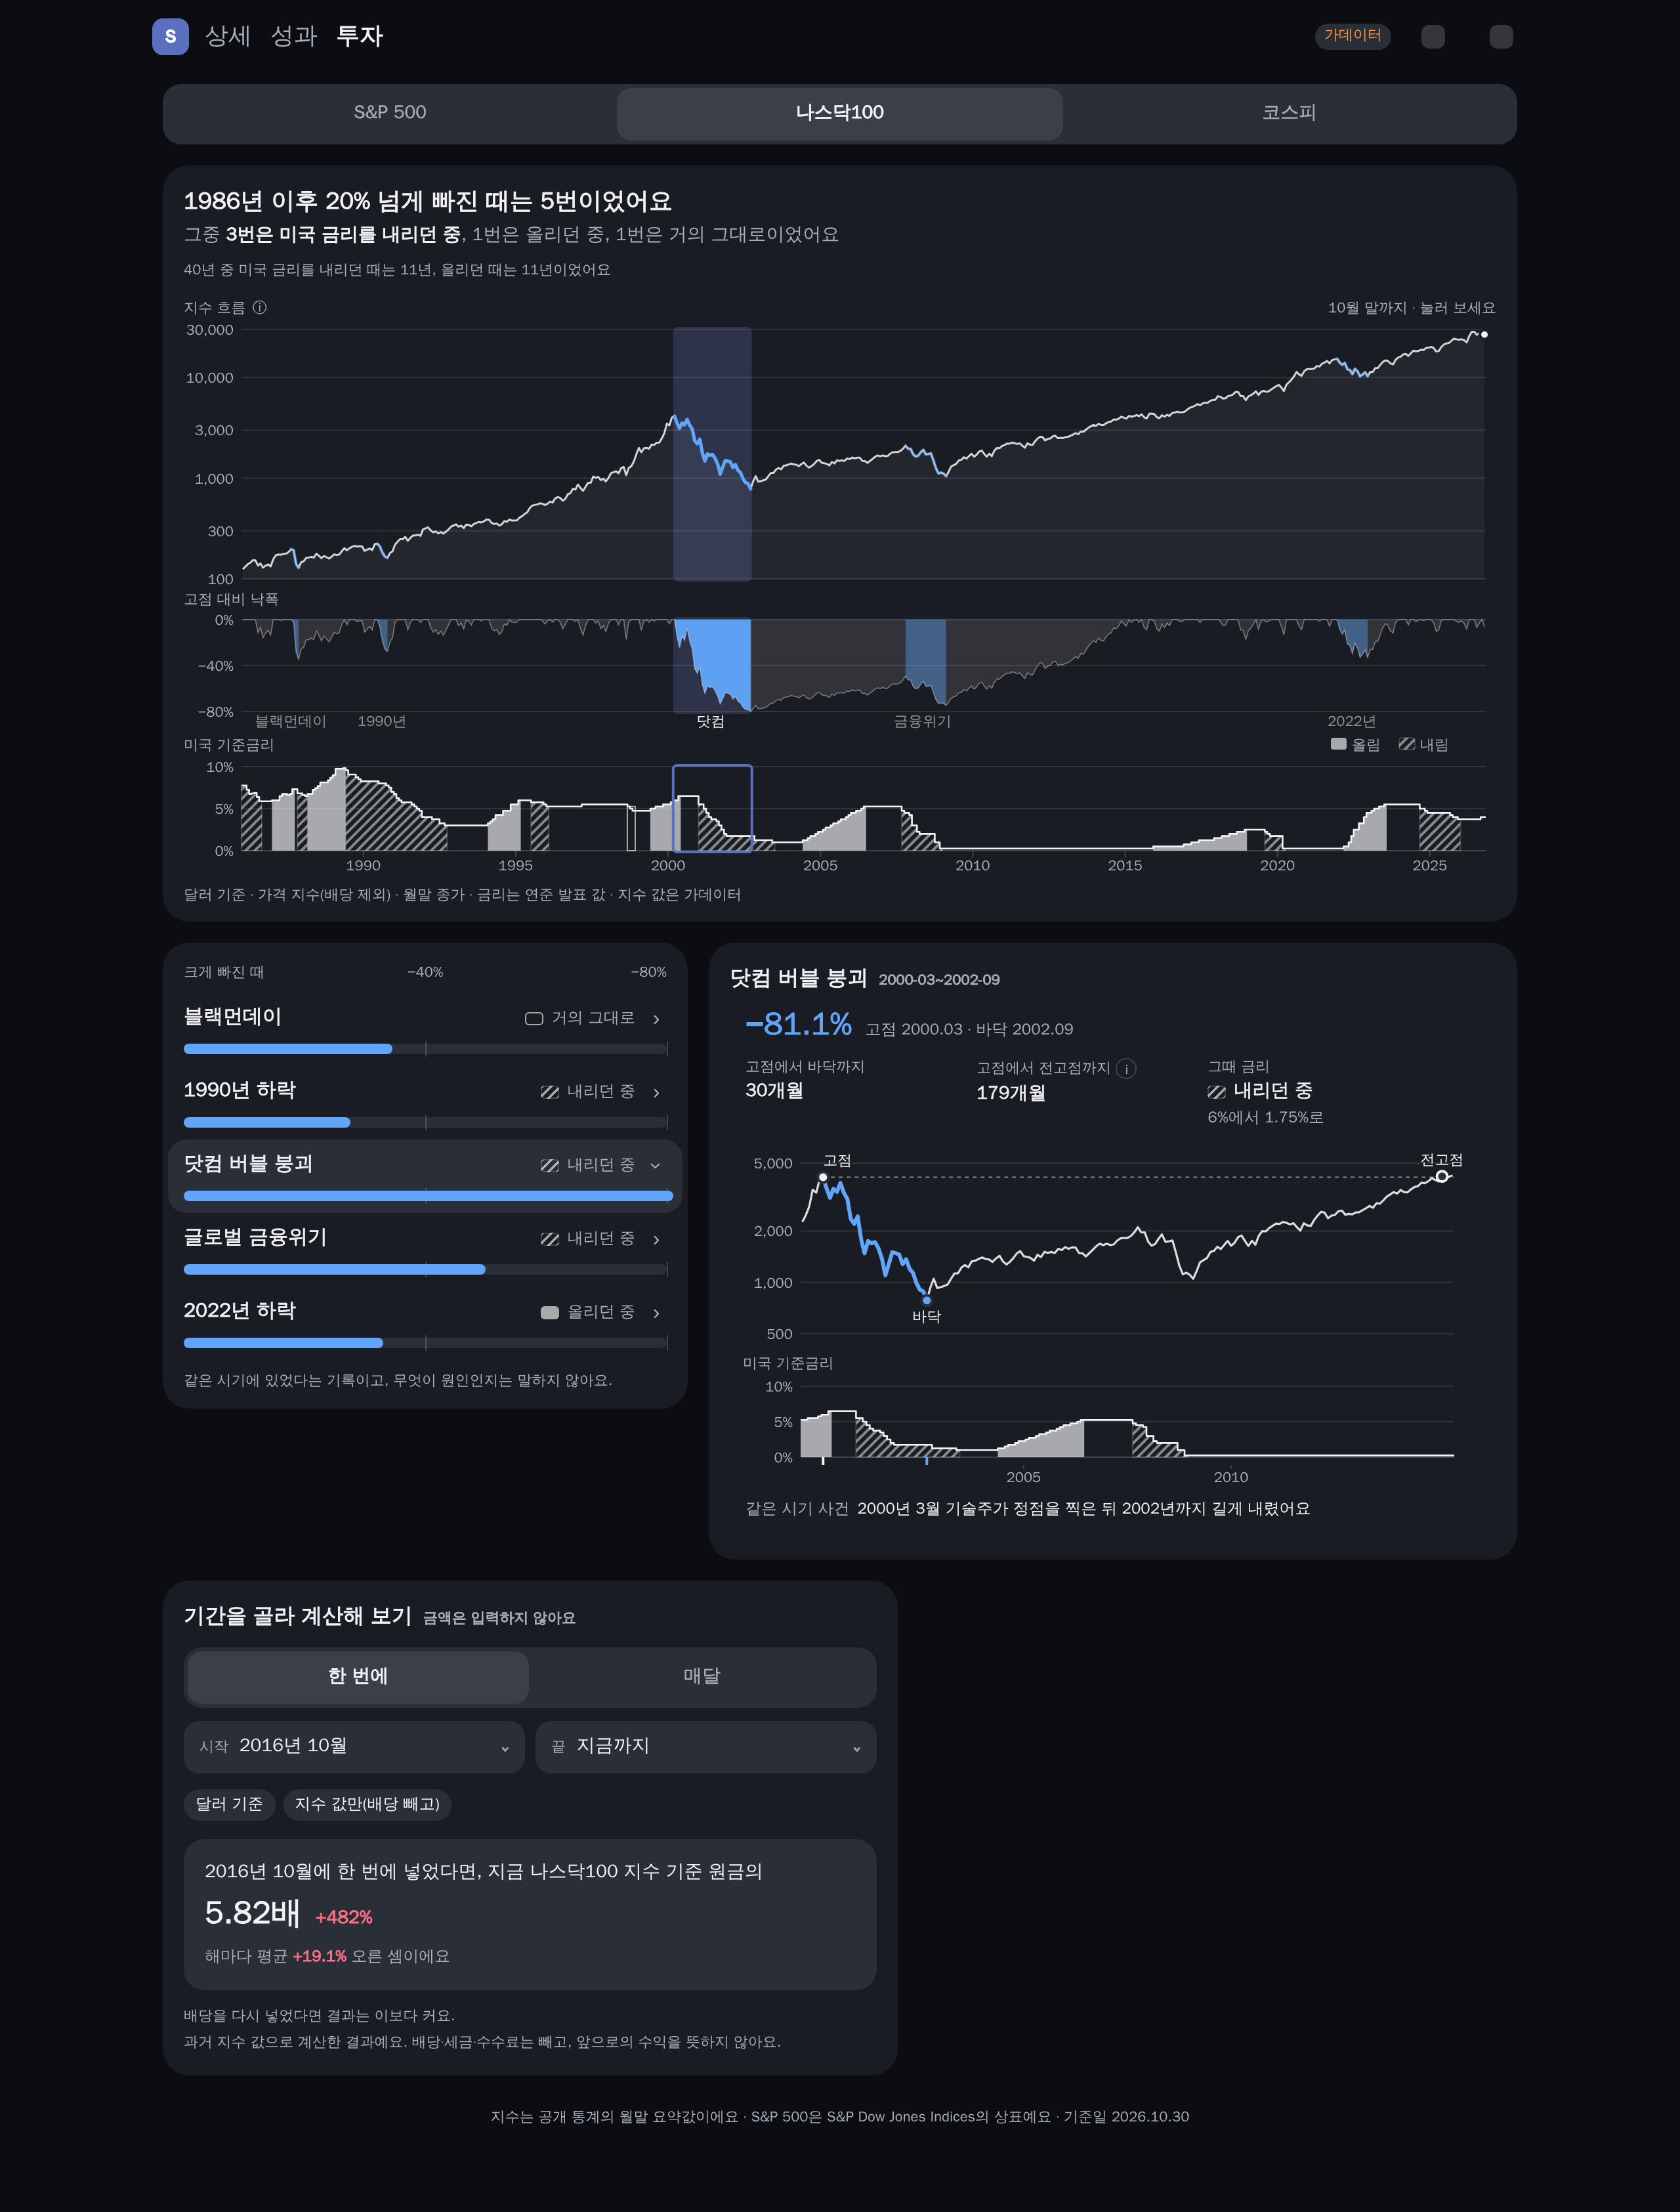 S 상세 성과 투자 가데이터
S&P 500 나스닥100 코스피
1986년 이후 20% 넘게 빠진 때는 5번이었어요
그중 3번은 미국 금리를 내리던 중, 1번은 올리던 중, 1번은 거의 그대로이었어요
40년 중 미국 금리를 내리던 때는 11년, 올리던 때는 11년이었어요
지수 흐름 ⓘ 10월 말까지 · 눌러 보세요
30,000
10,000
3,000
1,000
300
100
고점 대비 낙폭
0%
−40%
−80%
블랙먼데이 1990년 닷컴 금융위기 2022년
미국 기준금리 올림 내림
10%
5%
0%
1990 1995 2000 2005 2010 2015 2020 2025
달러 기준 · 가격 지수(배당 제외) · 월말 종가 · 금리는 연준 발표 값 · 지수 값은 가데이터
크게 빠진 때 −40% −80%
블랙먼데이 거의 그대로 ›
1990년 하락 내리던 중 ›
닷컴 버블 붕괴 내리던 중
글로벌 금융위기 내리던 중 ›
2022년 하락 올리던 중 ›
같은 시기에 있었다는 기록이고, 무엇이 원인인지는 말하지 않아요.
닷컴 버블 붕괴 2000-03~2002-09
−81.1% 고점 2000.03 · 바닥 2002.09
고점에서 바닥까지
30개월
고점에서 전고점까지 ⓘ
179개월
그때 금리
내리던 중
6%에서 1.75%로
고점 전고점
5,000
2,000
1,000
바닥
500
미국 기준금리
10%
5%
0%
2005 2010
같은 시기 사건 2000년 3월 기술주가 정점을 찍은 뒤 2002년까지 길게 내렸어요
기간을 골라 계산해 보기 금액은 입력하지 않아요
한 번에 매달
시작 2016년 10월 끝 지금까지
달러 기준 지수 값만(배당 빼고)
2016년 10월에 한 번에 넣었다면, 지금 나스닥100 지수 기준 원금의
5.82배 +482%
해마다 평균 +19.1% 오른 셈이에요
배당을 다시 넣었다면 결과는 이보다 커요.
과거 지수 값으로 계산한 결과예요. 배당·세금·수수료는 빼고, 앞으로의 수익을 뜻하지 않아요.
지수는 공개 통계의 월말 요약값이에요 · S&P 500은 S&P Dow Jones Indices의 상표예요 · 기준일 2026.10.30